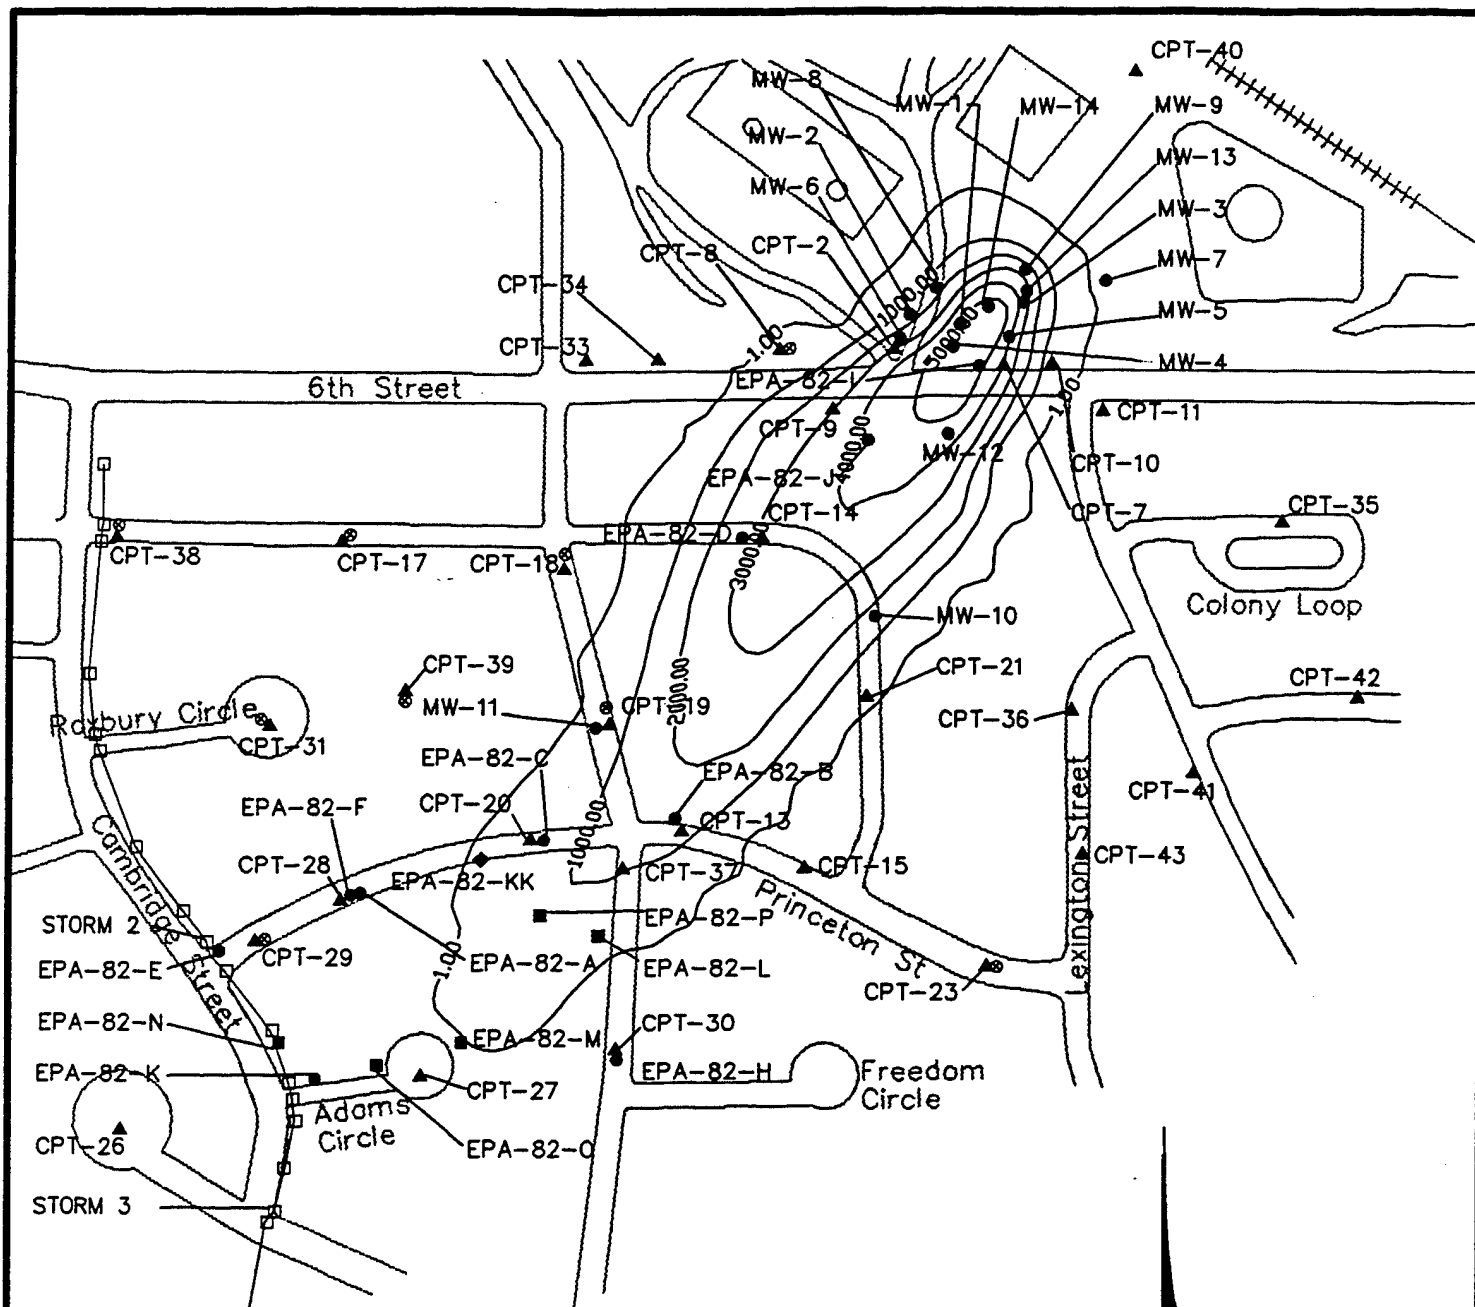 CPT-40
MW-8
MW-1
MW-14
MW-9
MW-2
MW-13
MW-6
MW-3
CPT-8
CPT-2
MW-7
CPT-34
1000.00
MW-5
1.00
5000.00
CPT-33
MW-4
6th Street
EPA-82-I
1.00
CPT-9
CPT-11
MW-12
4000.00
CPT-10
EPA-82-J
CPT-14
CPT-7
CPT-35
CPT-38
CPT-17
CPT-18
EPA-82-D
3000.00
Colony Loop
MW-10
CPT-39
CPT-21
CPT-42
Roxbury Circle
MW-11
CPT-19
2000.00
CPT-36
CPT-31
EPA-82-C
EPA-82-B
CPT-41
EPA-82-F
CPT-20
CPT-13
1000.00
Lexington Street
CPT-43
Cambridge Street
CPT-28
EPA-82-KK
CPT-37
CPT-15
Princeton St
STORM 2
EPA-82-P
EPA-82-E
CPT-29
1.00
EPA-82-A
EPA-82-L
CPT-23
EPA-82-N
CPT-30
EPA-82-M
EPA-82-K
EPA-82-H
Freedom
Circle
CPT-27
Adams
Circle
CPT-26
EPA-82-O
STORM 3